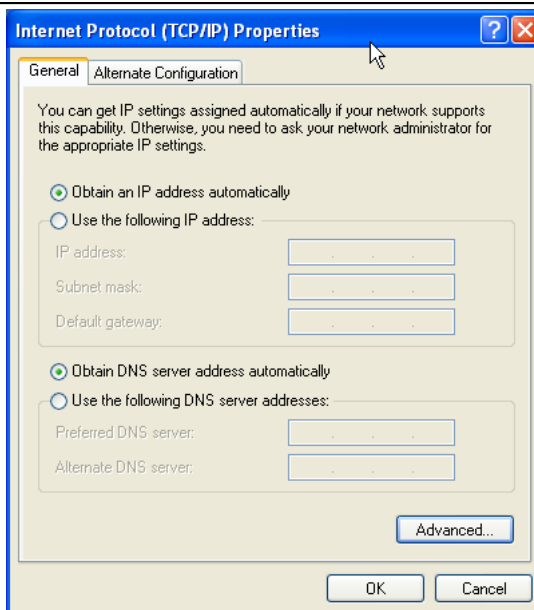 Internet Protocol (TCP/IP) Properties
General
Alternate Configuration
You can get IP settings assigned automatically if your network supports
this capability. Otherwise, you need to ask your network administrator for
the appropriate IP settings.
Obtain an IP address automatically
Use the following IP address:
IP address:
Subnet mask:
Default gateway:
Obtain DNS server address automatically
Use the following DNS server addresses:
Preferred DNS server:
Alternate DNS server:
Advanced...
OK
Cancel